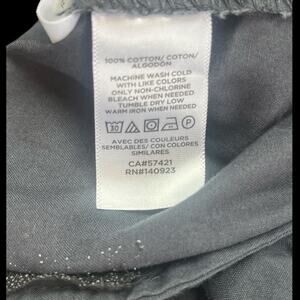 100% COTTON/ COTON/
ALGODÓN
MACHINE WASH COLD
WITH LIKE COLORS
ONLY NON-CHLORINE
BLEACH WHEN NEEDED
TUMBLE DRY LOW
WARM IRON WHEN NEEDED
30 P
AVEC DES COULEURS
SEMBLABLES/ CON COLORES
SIMILARES
CA#57421
RN#140923